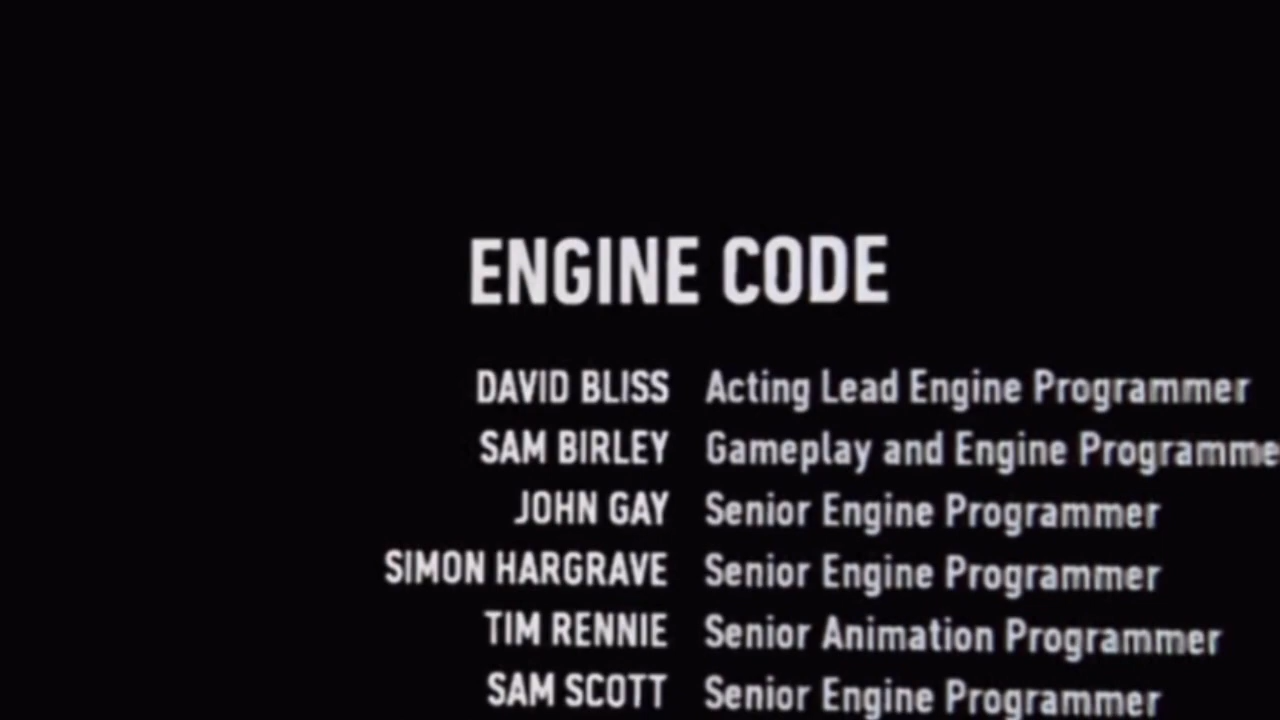 ENGINE CODE
DAVID BLISS Acting Lead Engine Programmer
SAM BIRLEY Gameplay and Engine Programme
JOHN GAY Senior Engine Programmer
SIMON HARGRAVE Senior Engine Programmer
TIM RENNIE Senior Animation Programmer
SAM SCOTT Senior Engine Programmer